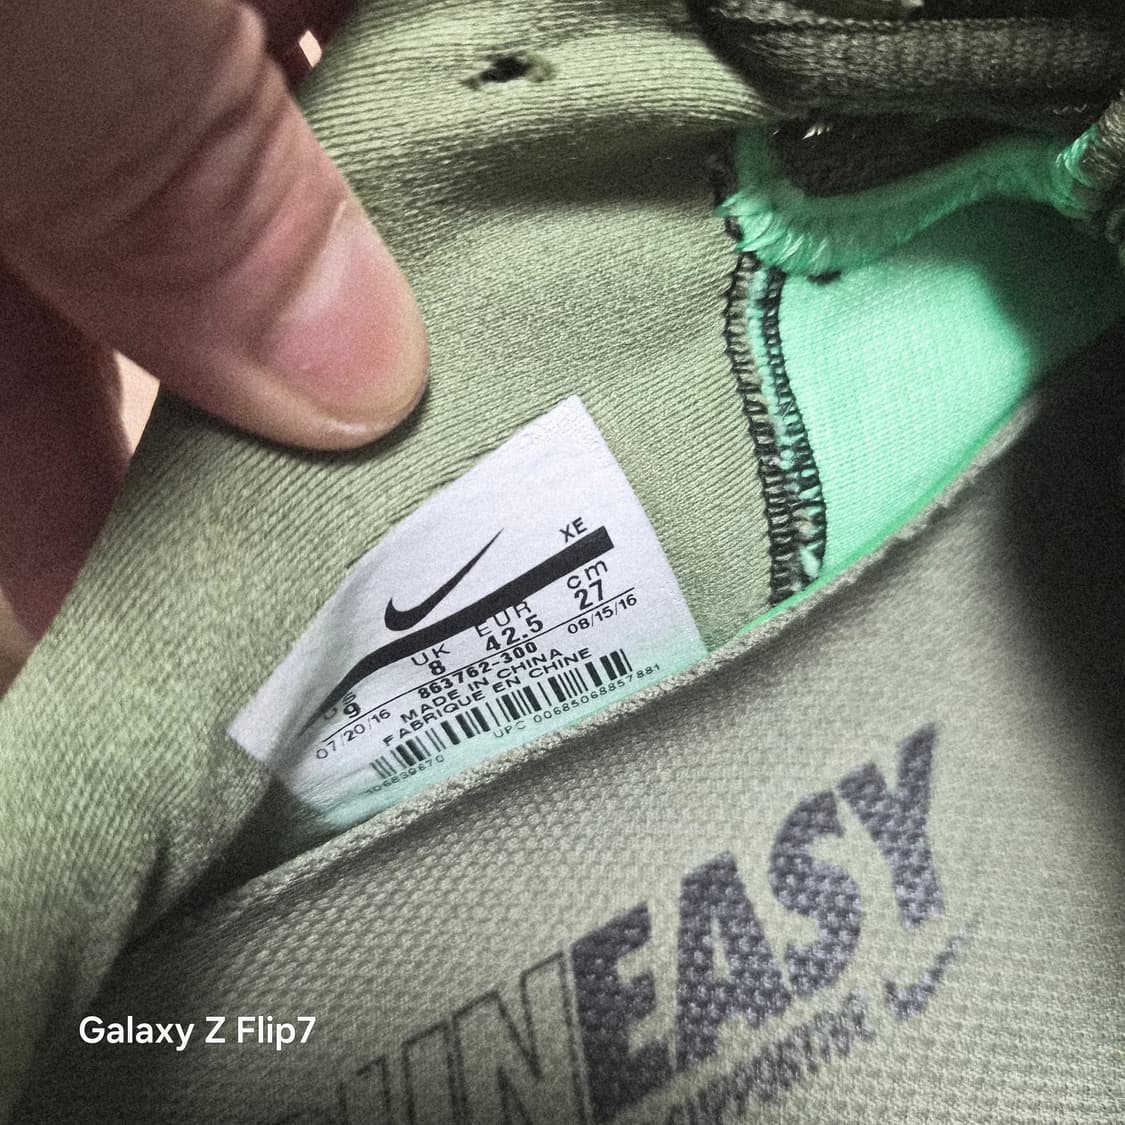 XE
US UK EUR cm
9 8 42.5 27
863762-300
07/20/16 08/15/16
MADE IN CHINA
FABRIQUE EN CHINE
UPC 00685068857881
EASY
SUPPORTIDE
Galaxy Z Flip7